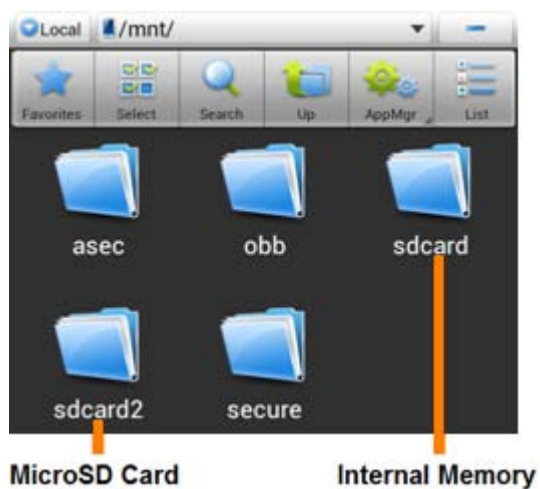 Local /mnt/
Favorites Select Search Up AppMgr List
asec obb sdcard
sdcard2 secure
MicroSD Card Internal Memory